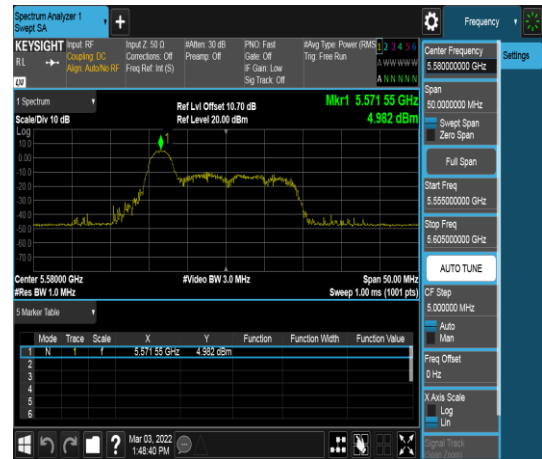 Spectrum Analyzer 1
Swept SA
+
Frequency
KEYSIGHT
RL
LXI
Input: RF
Coupling: DC
Align: Auto/No RF
Input Z: 50 Ω
Corrections: Off
Freq Ref: Int (S)
#Atten: 30 dB
Preamp: Off
PNO: Fast
Gate: Off
IF Gain: Low
Sig Track: Off
#Avg Type: Power (RMS
Trig: Free Run
1 2 3 4 5 6
A W W W W W
A N N N N N
1 Spectrum
Scale/Div 10 dB
Ref Lvl Offset 10.70 dB
Ref Level 20.00 dBm
Mkr1 5.571 55 GHz
4.982 dBm
Log
1
10.0
0.00
-10.0
-20.0
-30.0
-40.0
-50.0
-60.0
-70.0
Center 5.58000 GHz
#Res BW 1.0 MHz
#Video BW 3.0 MHz
Span 50.00 MHz
Sweep 1.00 ms (1001 pts)
5 Marker Table
Mode Trace Scale X Y Function Function Width Function Value
1 N 1 f 5.571 55 GHz 4.982 dBm
2
3
4
5
6
?
Mar 03, 2022
1:48:40 PM
Center Frequency
5.580000000 GHz
Span
50.0000000 MHz
Swept Span
Zero Span
Full Span
Start Freq
5.555000000 GHz
Stop Freq
5.605000000 GHz
AUTO TUNE
CF Step
5.000000 MHz
Auto
Man
Freq Offset
0 Hz
X Axis Scale
Log
Lin
Signal Track
(Span Zoom)
Settings